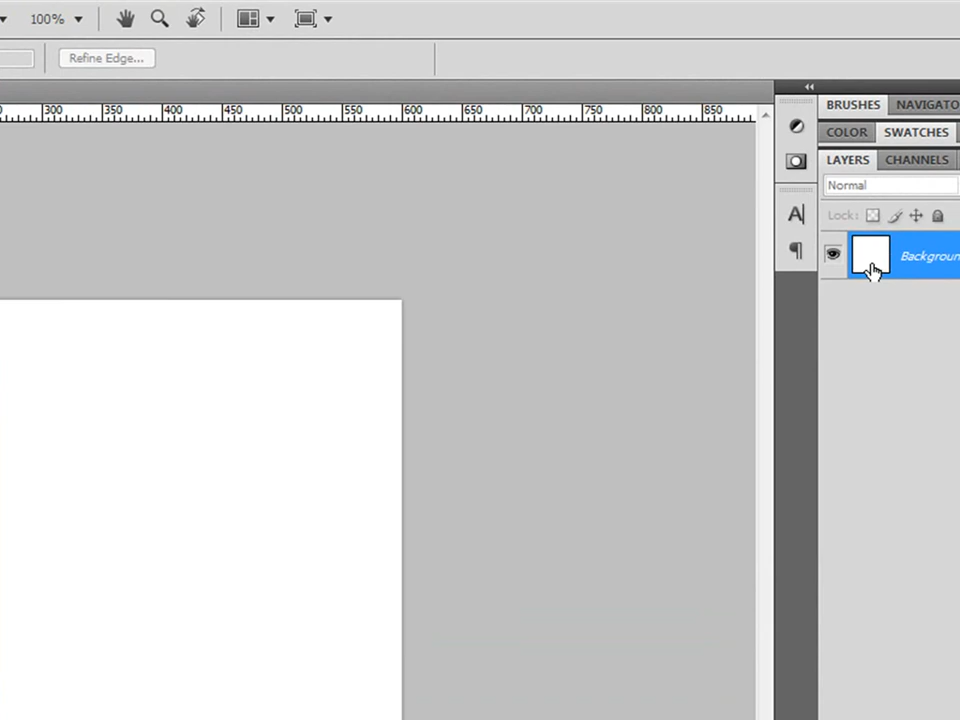 100%
Refine Edge...
300 350 400 450 500 550 600 650 700 750 800 850
BRUSHES NAVIGATO
COLOR SWATCHES
LAYERS CHANNELS
Normal
Lock:
A
Backgroun